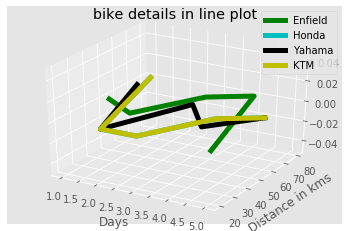 bike details in line plot
Enfield
Honda
Yahama
KTM
0.04
0.02
0.00
−0.02
−0.04
1.0 1.5 2.0 2.5 3.0 3.5 4.0 4.5 5.0
Days
20 30 40 50 60 70 80
Distance in kms